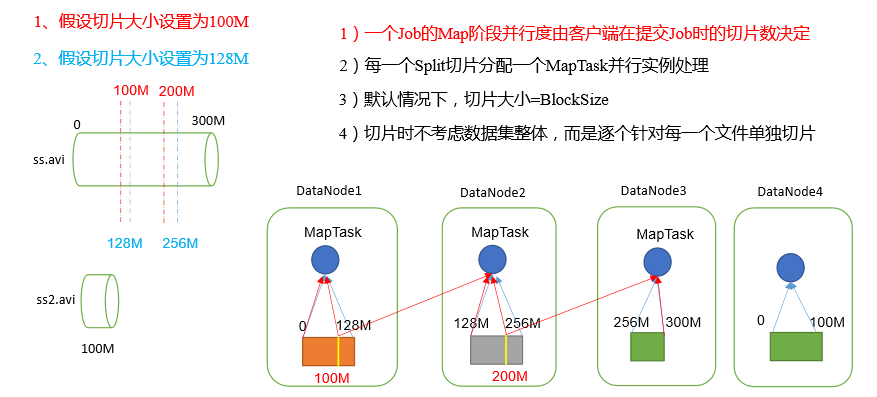 1、假设切片大小设置为100M
2、假设切片大小设置为128M
1）一个Job的Map阶段并行度由客户端在提交Job时的切片数决定
2）每一个Split切片分配一个MapTask并行实例处理
3）默认情况下，切片大小=BlockSize
4）切片时不考虑数据集整体，而是逐个针对每一个文件单独切片
100M 200M
0 300M
ss.avi
128M 256M
ss2.avi
100M
DataNode1 DataNode2 DataNode3 DataNode4
MapTask MapTask MapTask
0 128M 128M 256M 256M 300M 0 100M
100M 200M